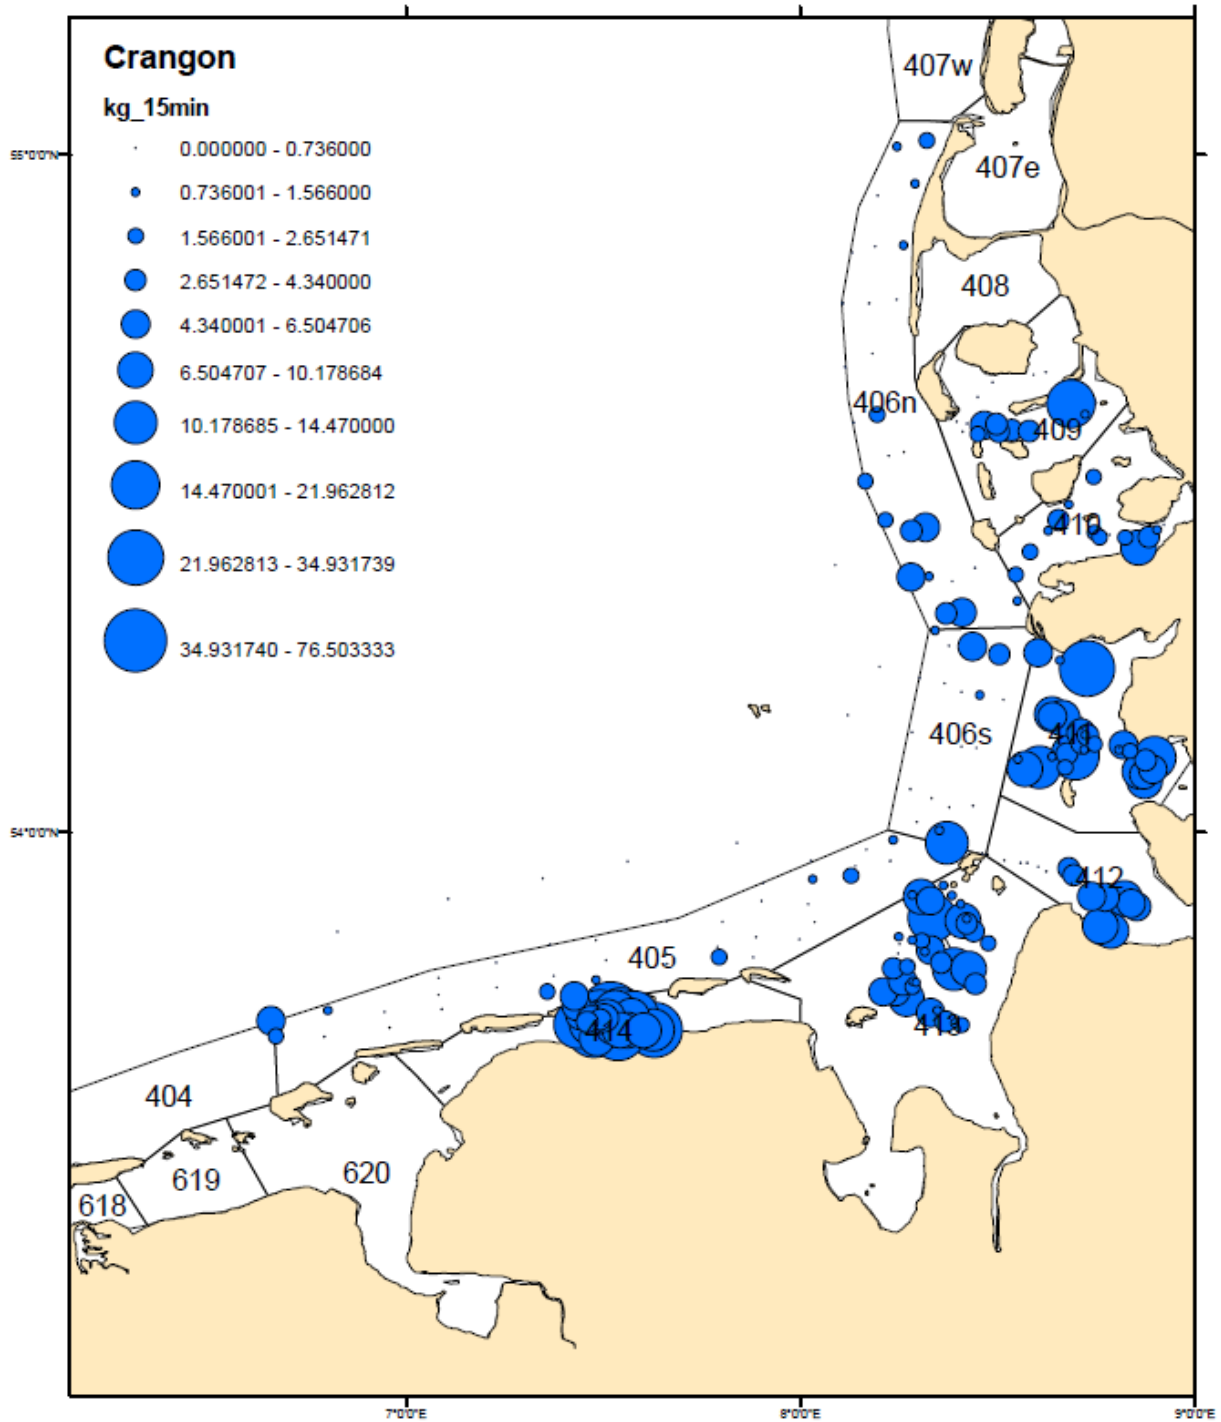 Crangon
kg_15min
0.000000 - 0.736000
0.736001 - 1.566000
1.566001 - 2.651471
2.651472 - 4.340000
4.340001 - 6.504706
6.504707 - 10.178684
10.178685 - 14.470000
14.470001 - 21.962812
21.962813 - 34.931739
34.931740 - 76.503333
407w
55°0'0"N
407e
408
406n
409
410
406s
411
54°0'0"N
412
405
413
414
404
619
620
618
7°0'0"E
8°0'0"E
9°0'0"E